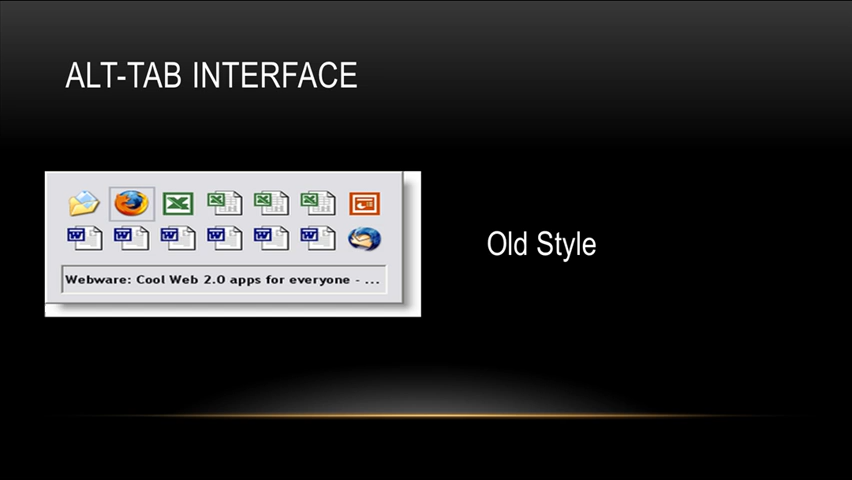 ALT-TAB INTERFACE
Webware: Cool Web 2.0 apps for everyone - ...
Old Style